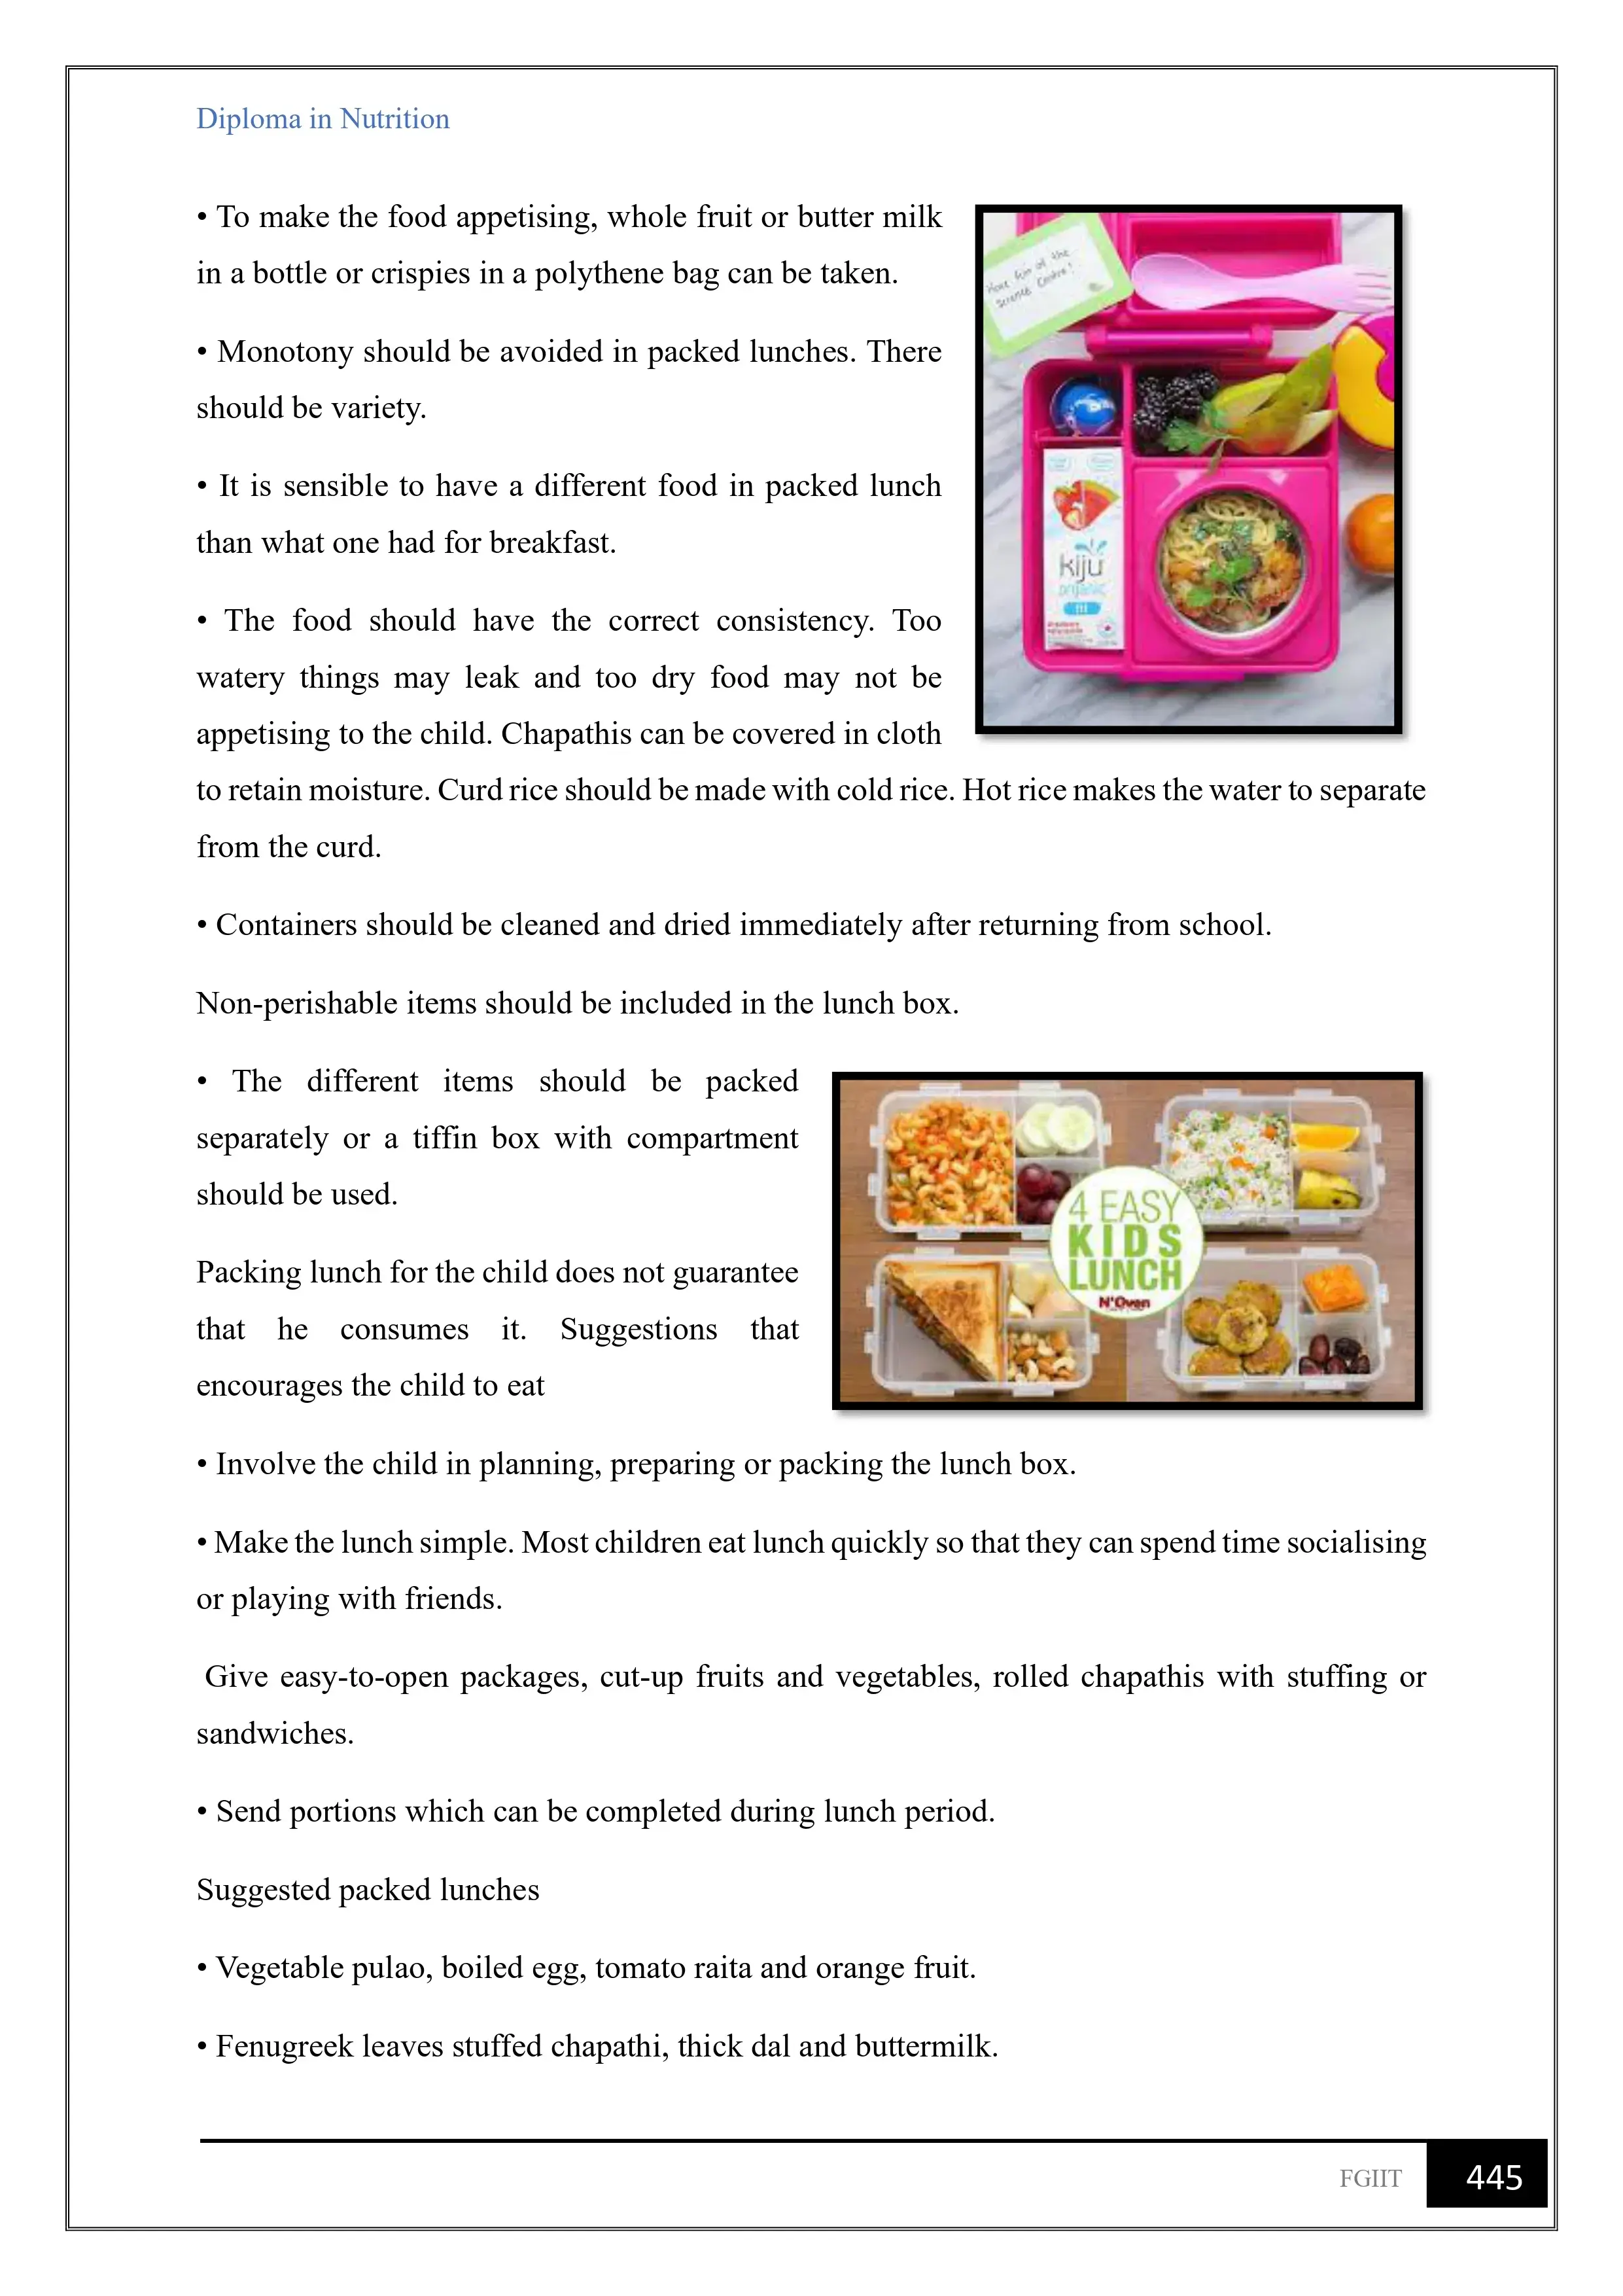 Diploma in Nutrition
• To make the food appetising, whole fruit or butter milk
in a bottle or crispies in a polythene bag can be taken.
• Monotony should be avoided in packed lunches. There
should be variety.
• It is sensible to have a different food in packed lunch
than what one had for breakfast.
• The food should have the correct consistency. Too
watery things may leak and too dry food may not be
appetising to the child. Chapathis can be covered in cloth
to retain moisture. Curd rice should be made with cold rice. Hot rice makes the water to separate
from the curd.
Have fun at the
Science Centre!
kiju
organic
• Containers should be cleaned and dried immediately after returning from school.
Non-perishable items should be included in the lunch box.
• The different items should be packed
separately or a tiffin box with compartment
should be used.
Packing lunch for the child does not guarantee
that he consumes it. Suggestions that
encourages the child to eat
4 EASY
KIDS
LUNCH
N'Oven
• Involve the child in planning, preparing or packing the lunch box.
• Make the lunch simple. Most children eat lunch quickly so that they can spend time socialising
or playing with friends.
Give easy-to-open packages, cut-up fruits and vegetables, rolled chapathis with stuffing or
sandwiches.
• Send portions which can be completed during lunch period.
Suggested packed lunches
• Vegetable pulao, boiled egg, tomato raita and orange fruit.
• Fenugreek leaves stuffed chapathi, thick dal and buttermilk.
FGIIT
445